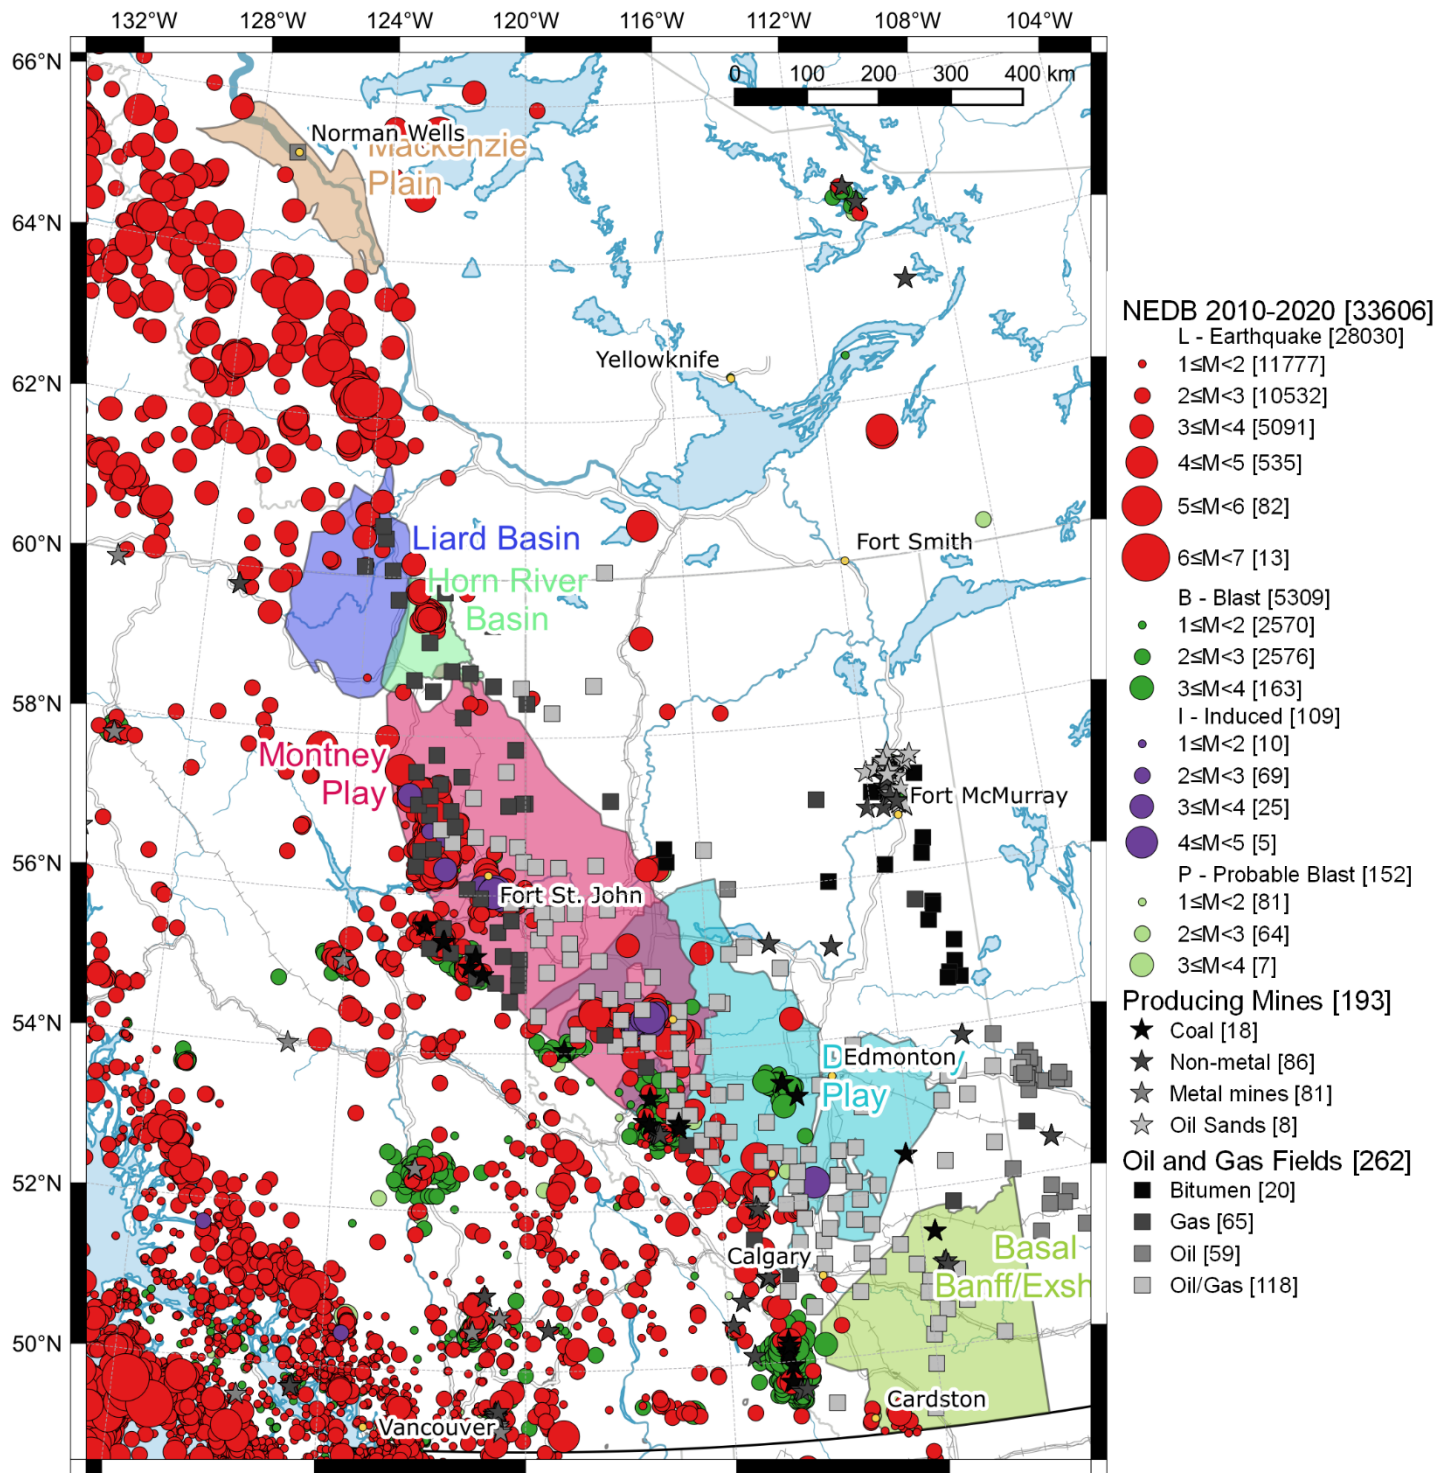 132°W 128°W 124°W 120°W 116°W 112°W 108°W 104°W
66°N
0 100 200 300 400 km
Norman Wells
Mackenzie
Plain
64°N
Yellowknife
62°N
60°N
Liard Basin
Fort Smith
Horn River
Basin
58°N
Montney
Play
Fort McMurray
56°N
Fort St. John
54°N
Edmonton
Play
52°N
Calgary
Basal
Banff/Exsh
50°N
Cardston
Vancouver
NEDB 2010-2020 [33606]
L - Earthquake [28030]
1≤M<2 [11777]
2≤M<3 [10532]
3≤M<4 [5091]
4≤M<5 [535]
5≤M<6 [82]
6≤M<7 [13]
B - Blast [5309]
1≤M<2 [2570]
2≤M<3 [2576]
3≤M<4 [163]
I - Induced [109]
1≤M<2 [10]
2≤M<3 [69]
3≤M<4 [25]
4≤M<5 [5]
P - Probable Blast [152]
1≤M<2 [81]
2≤M<3 [64]
3≤M<4 [7]
Producing Mines [193]
Coal [18]
Non-metal [86]
Metal mines [81]
Oil Sands [8]
Oil and Gas Fields [262]
Bitumen [20]
Gas [65]
Oil [59]
Oil/Gas [118]